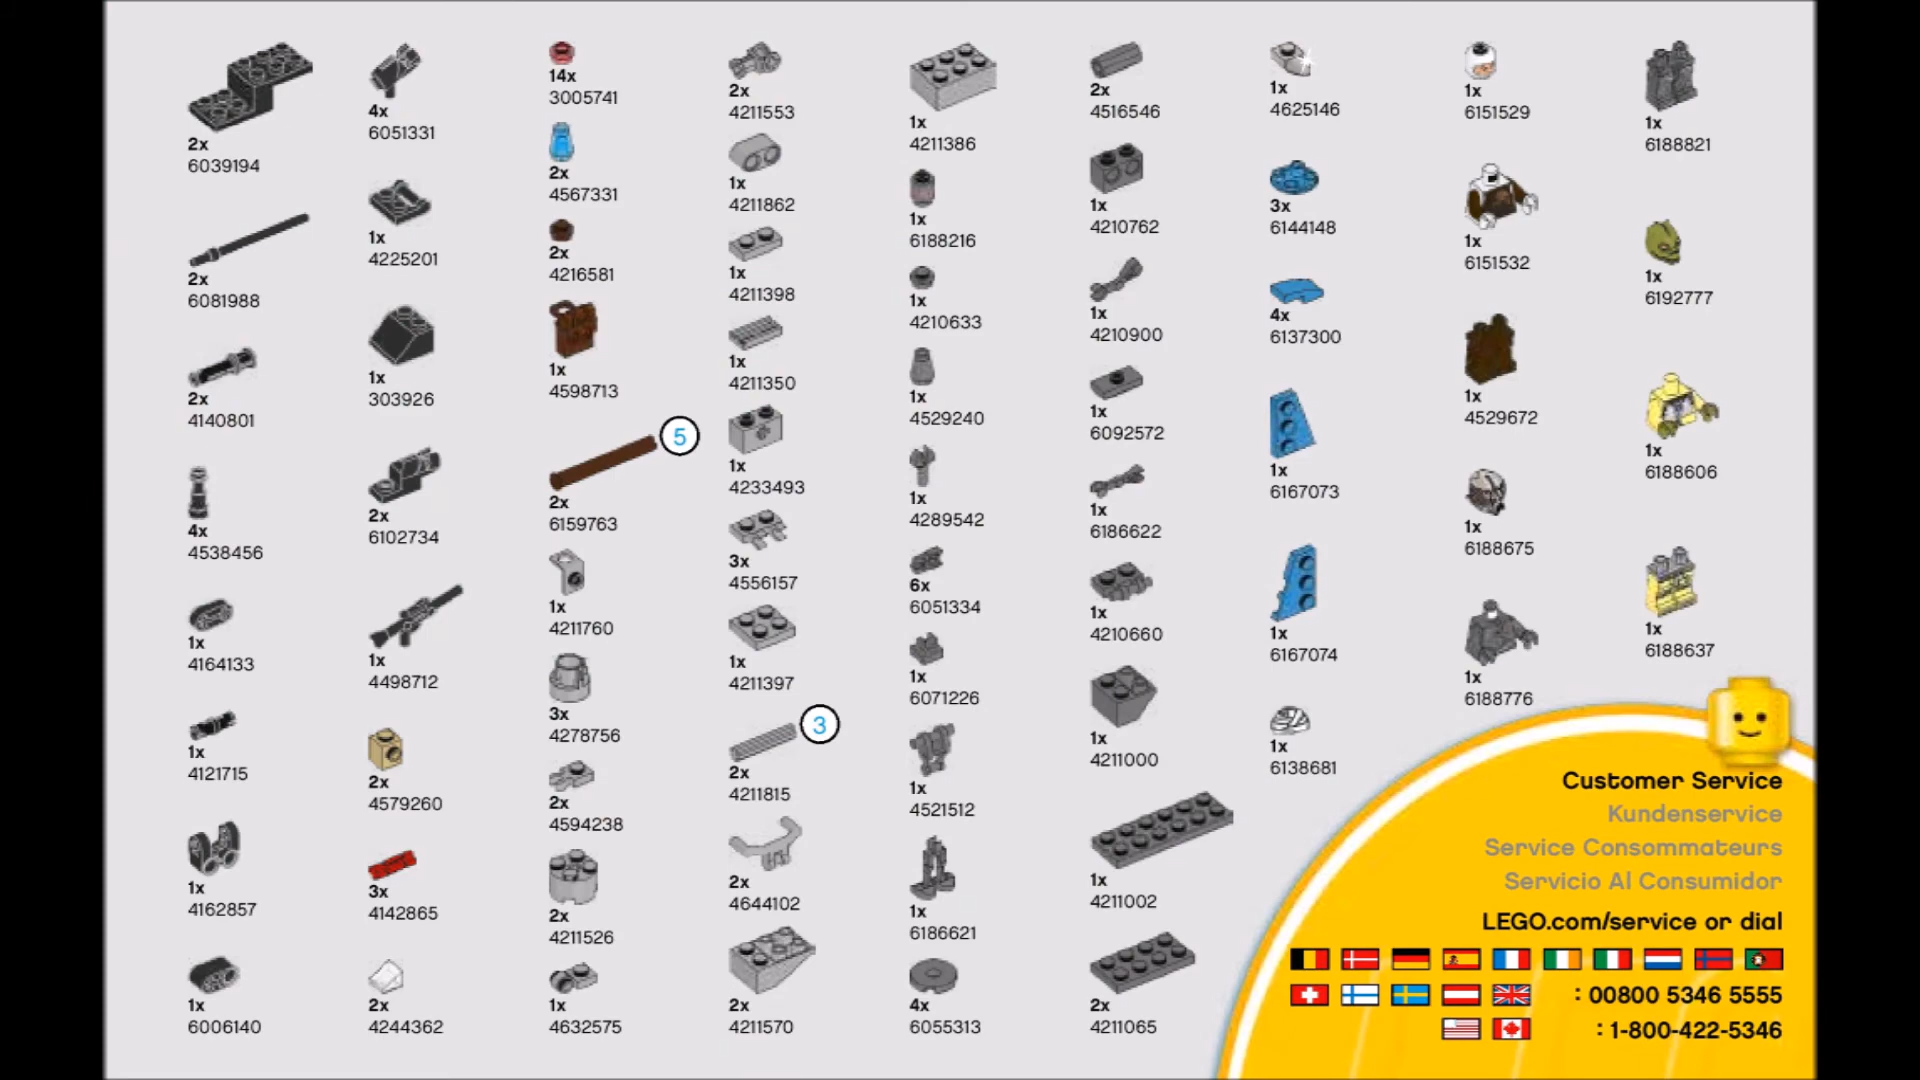 2x
6039194
2x
6081988
2x
4140801
4x
4538456
1x
4164133
1x
4121715
1x
4162857
1x
6006140
4x
6051331
1x
4225201
1x
303926
2x
6102734
1x
4498712
2x
4579260
3x
4142865
2x
4244362
14x
3005741
2x
4567331
2x
4216581
1x
4598713
5
2x
6159763
1x
4211760
3x
4278756
2x
4594238
2x
4211526
1x
4632575
2x
4211553
1x
4211862
1x
4211398
1x
4211350
1x
4233493
3x
4556157
1x
4211397
3
2x
4211815
2x
4644102
2x
4211570
1x
4211386
1x
6188216
1x
4210633
1x
4529240
1x
4289542
6x
6051334
1x
6071226
1x
4521512
1x
6186621
4x
6055313
2x
4516546
1x
4210762
1x
4210900
1x
6092572
1x
6186622
1x
4210660
1x
4211000
1x
4211002
2x
4211065
1x
4625146
3x
6144148
4x
6137300
1x
6167073
1x
6167074
1x
6138681
1x
6151529
1x
6151532
1x
4529672
1x
6188675
1x
6188776
1x
6188821
1x
6192777
1x
6188606
1x
6188637
Customer Service
Kundenservice
Service Consommateurs
Servicio Al Consumidor
LEGO.com/service or dial
: 00800 5346 5555
: 1-800-422-5346